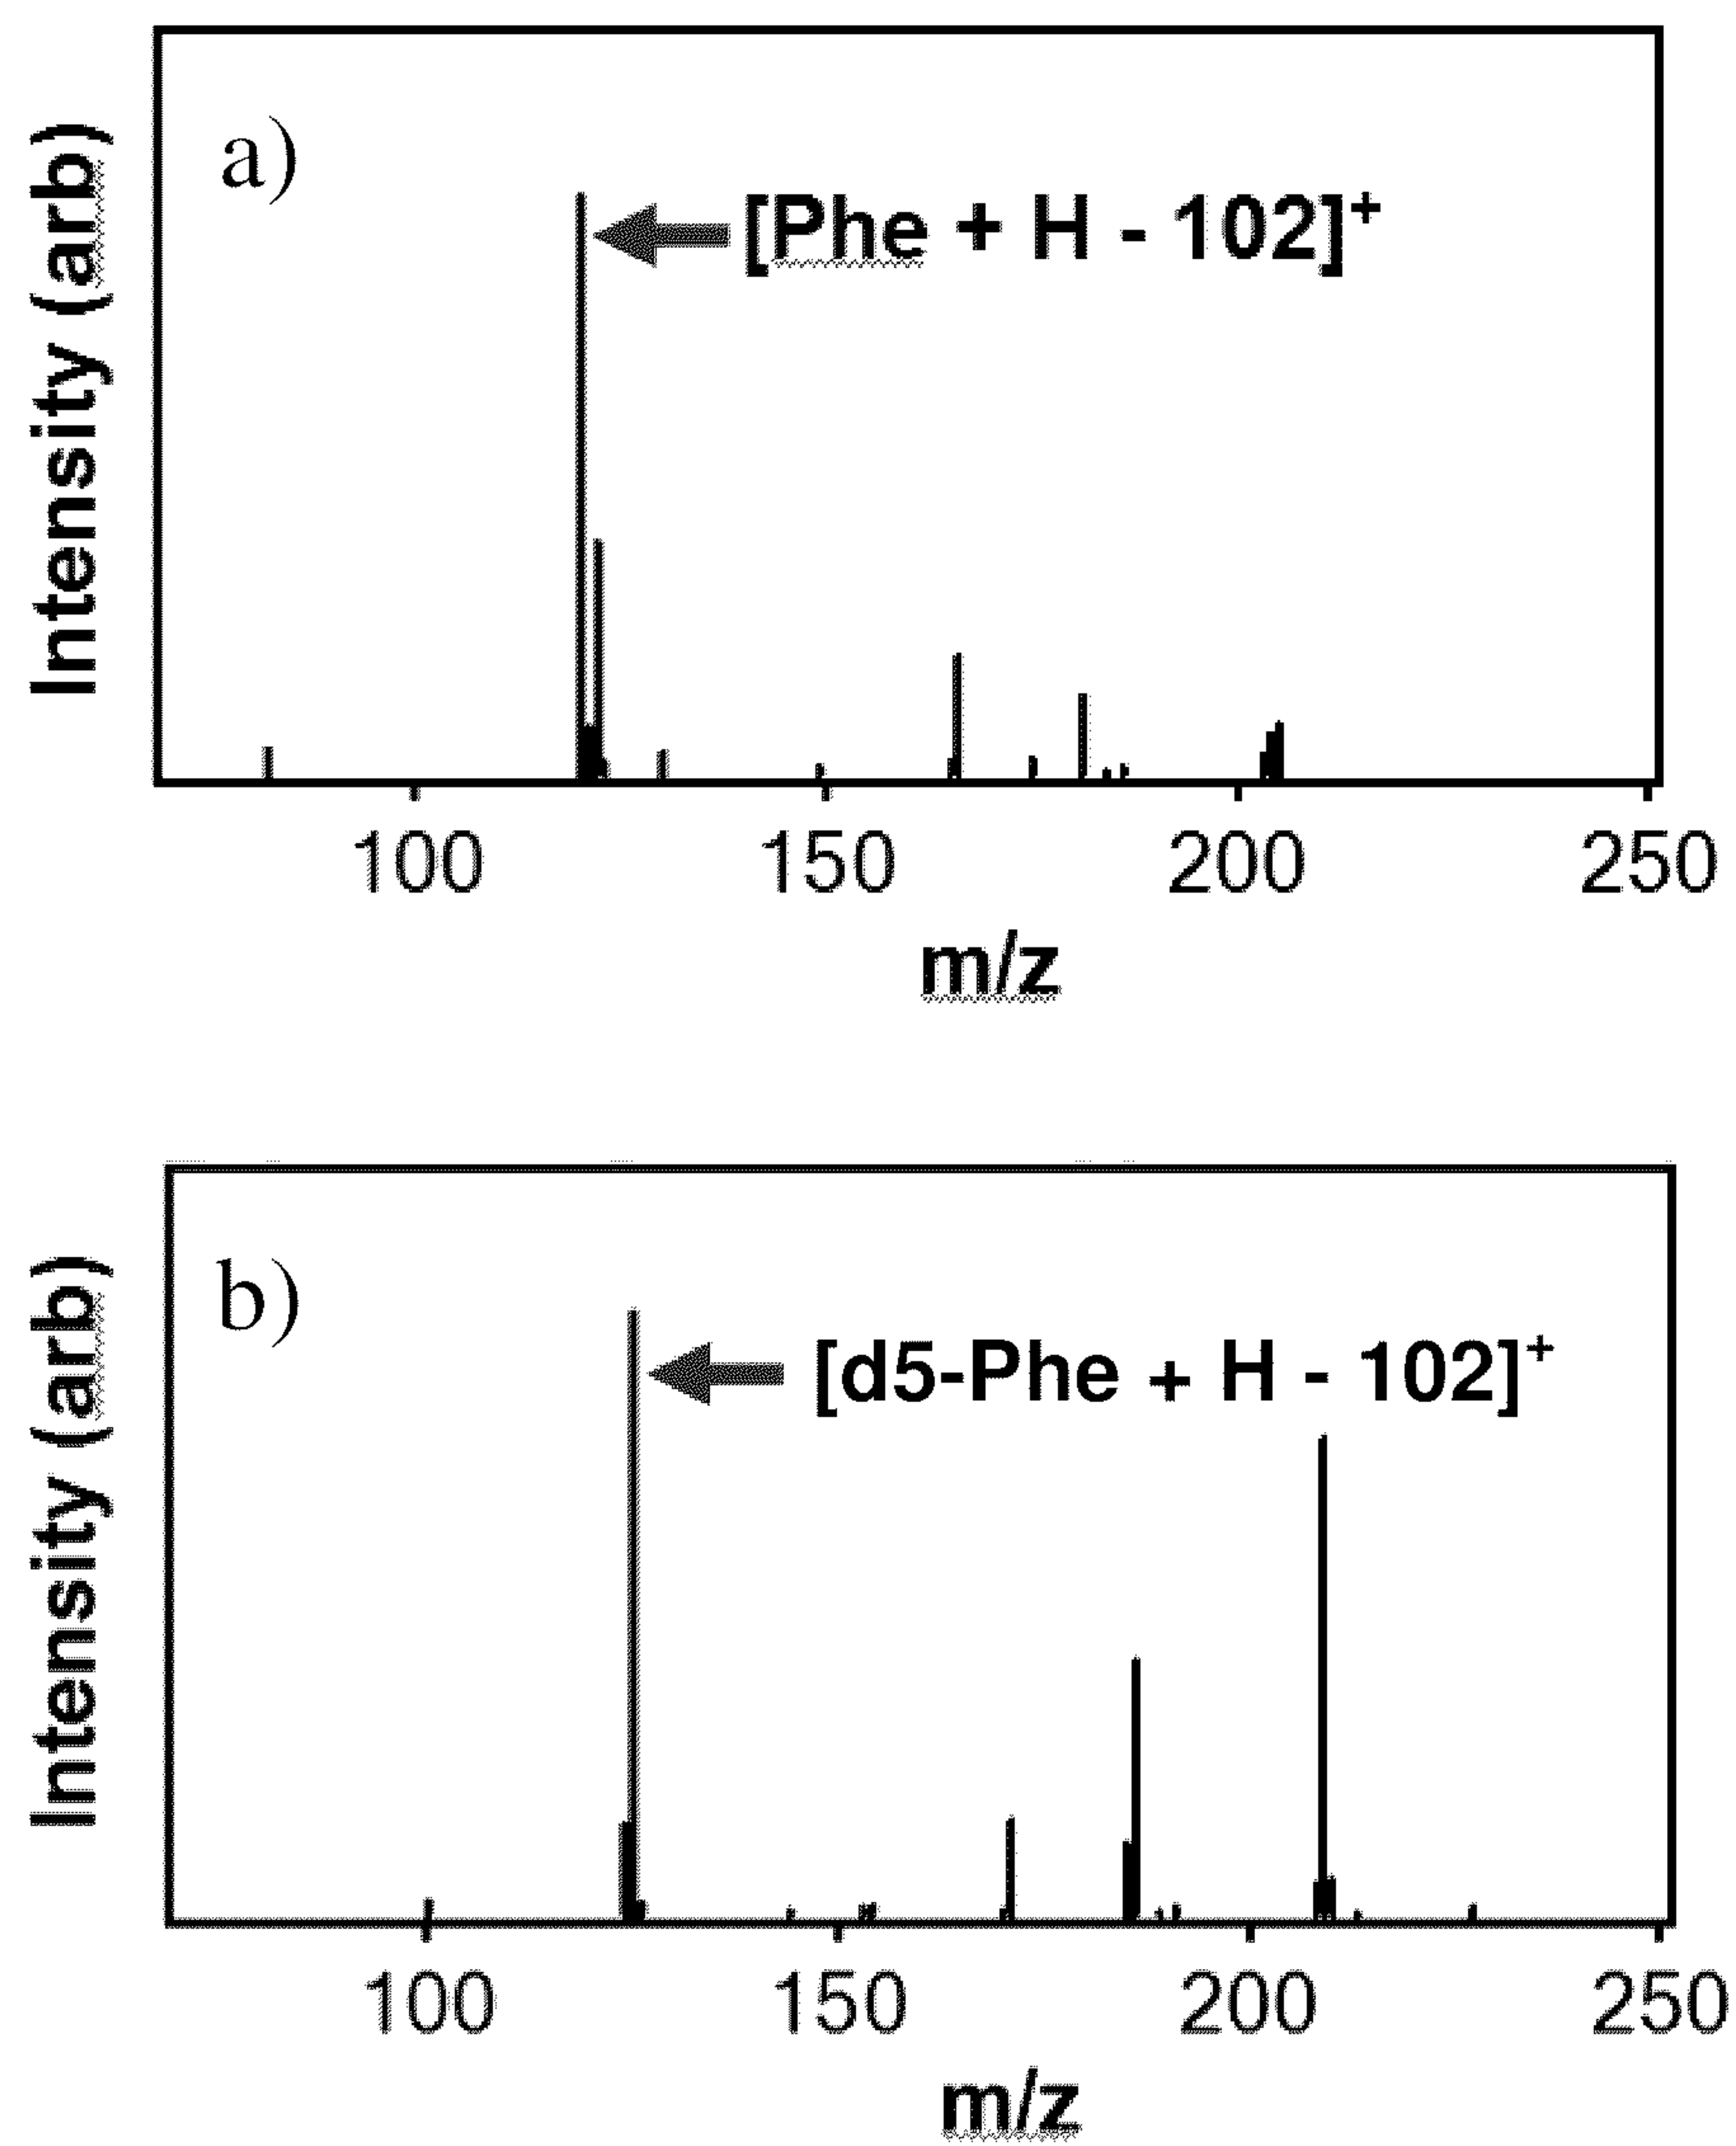 a)
[Phe + H - 102]+
Intensity (arb)
100 150 200 250
m/z
b)
[d5-Phe + H - 102]+
Intensity (arb)
100 150 200 250
m/z